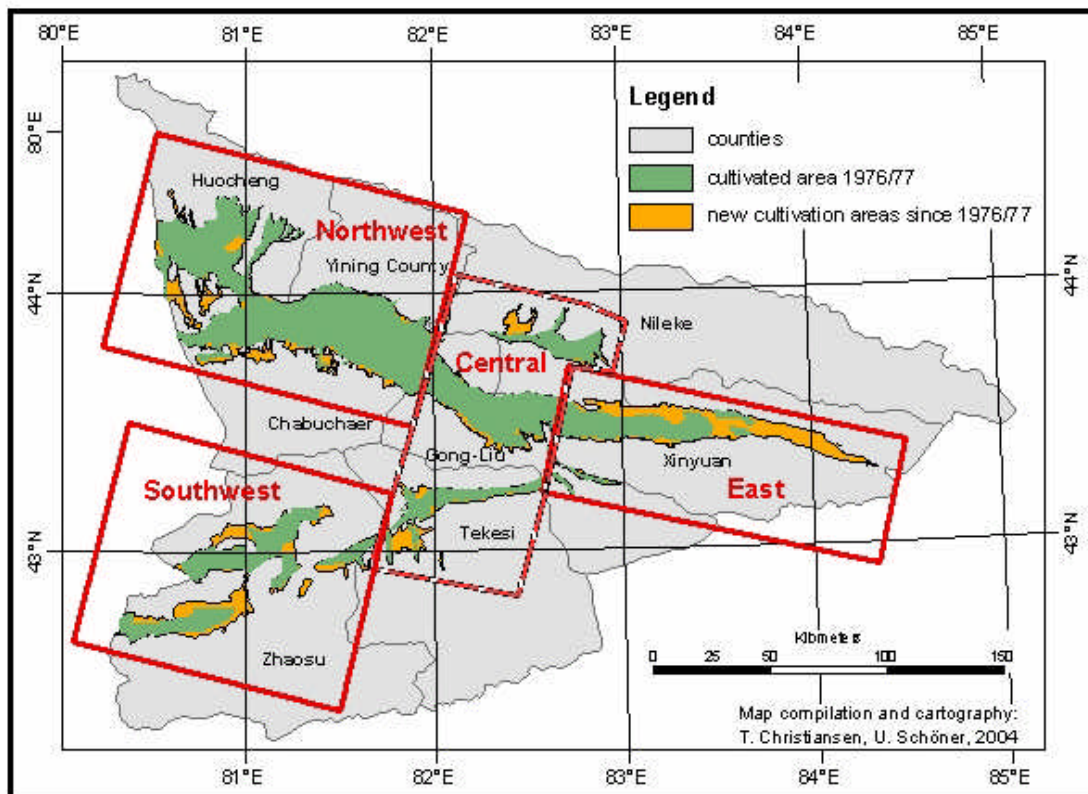 80°E
81°E
82°E
83°E
84°E
85°E
80°E
44°N
43°N
44°N
43°N
Legend
counties
cultivated area 1976/77
new cultivation areas since 1976/77
Huocheng
Northwest
Yining County
Nileke
Central
Chabuchaer
Gong-Liu
Xinyuan
East
Southwest
Tekesi
Zhaosu
Kilometers
0 25 50 100 150
Map compilation and cartography:
T. Christiansen, U. Schöner, 2004
81°E
82°E
83°E
84°E
85°E